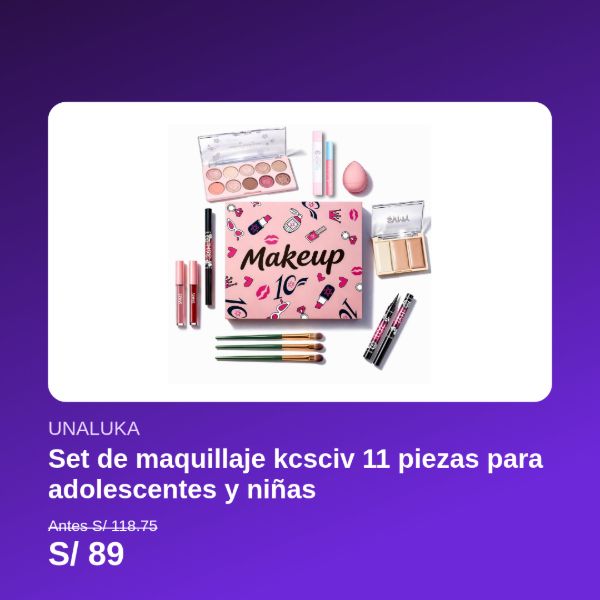 Makeup
UNALUKA
Set de maquillaje kcsciv 11 piezas para
adolescentes y niñas
Antes S/ 118.75
S/ 89